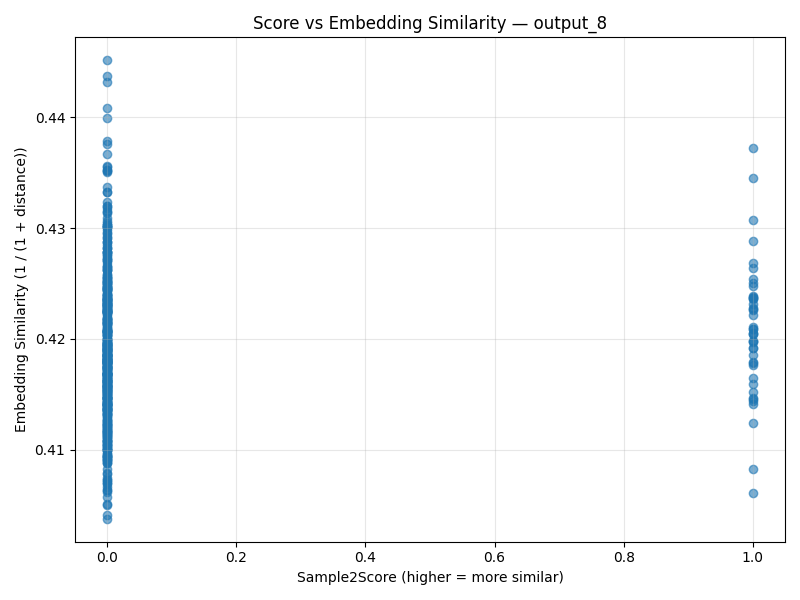 Score vs Embedding Similarity — output_8
Embedding Similarity (1 / (1 + distance))
0.44
0.43
0.42
0.41
0.0 0.2 0.4 0.6 0.8 1.0
Sample2Score (higher = more similar)